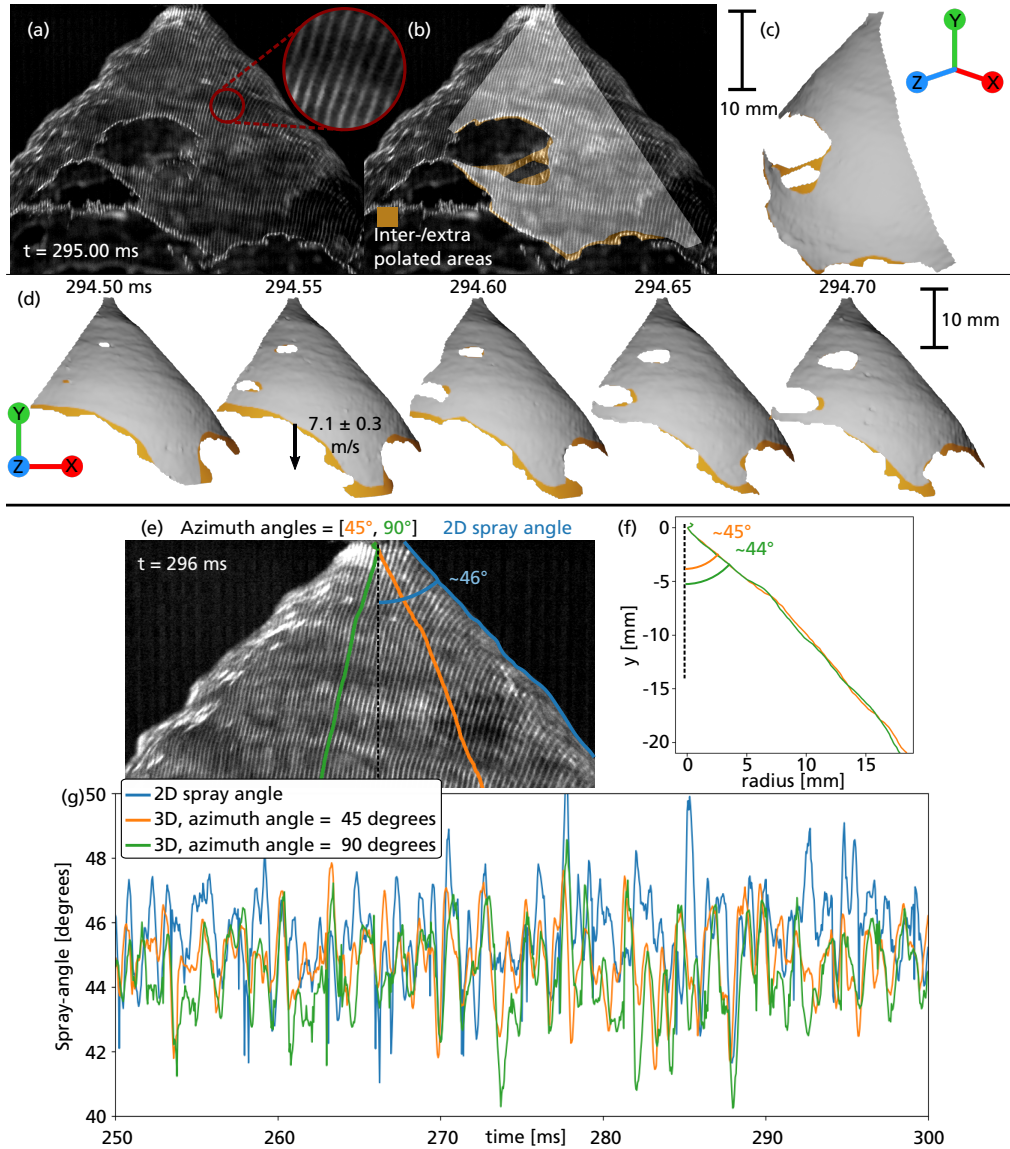 (a)
t = 295.00 ms
(b)
Inter-/extra
polated areas
(c)
10 mm
Y
Z
X
(d)
294.50 ms
294.55
294.60
294.65
294.70
10 mm
7.1 ± 0.3
m/s
Y
Z
X
(e) Azimuth angles = [45°, 90°] 2D spray angle
t = 296 ms
~46°
(f)
~45°
~44°
y [mm]
0
-5
-10
-15
-20
0
5
10
15
radius [mm]
(g)
2D spray angle
3D, azimuth angle = 45 degrees
3D, azimuth angle = 90 degrees
Spray-angle [degrees]
50
48
46
44
42
40
250
260
270
280
290
300
time [ms]